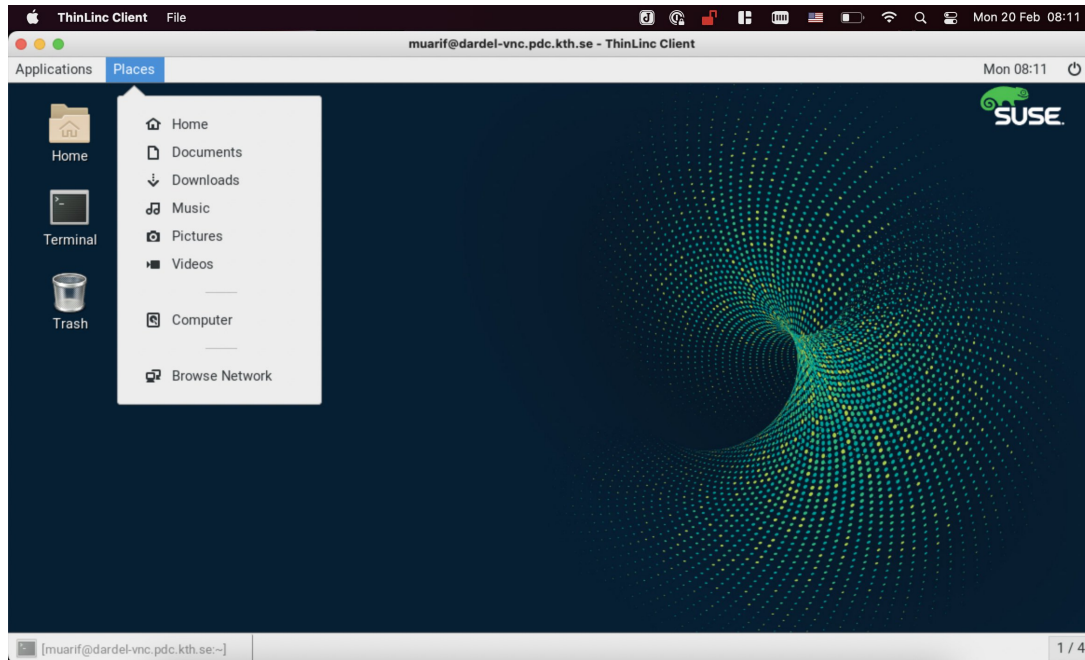 ThinLinc Client File Mon 20 Feb 08:11
muarif@dardel-vnc.pdc.kth.se - ThinLinc Client
Applications Places Mon 08:11
SUSE.
Home
Terminal
Trash
Home
Documents
Downloads
Music
Pictures
Videos
Computer
Browse Network
[muarif@dardel-vnc.pdc.kth.se:~] 1 / 4